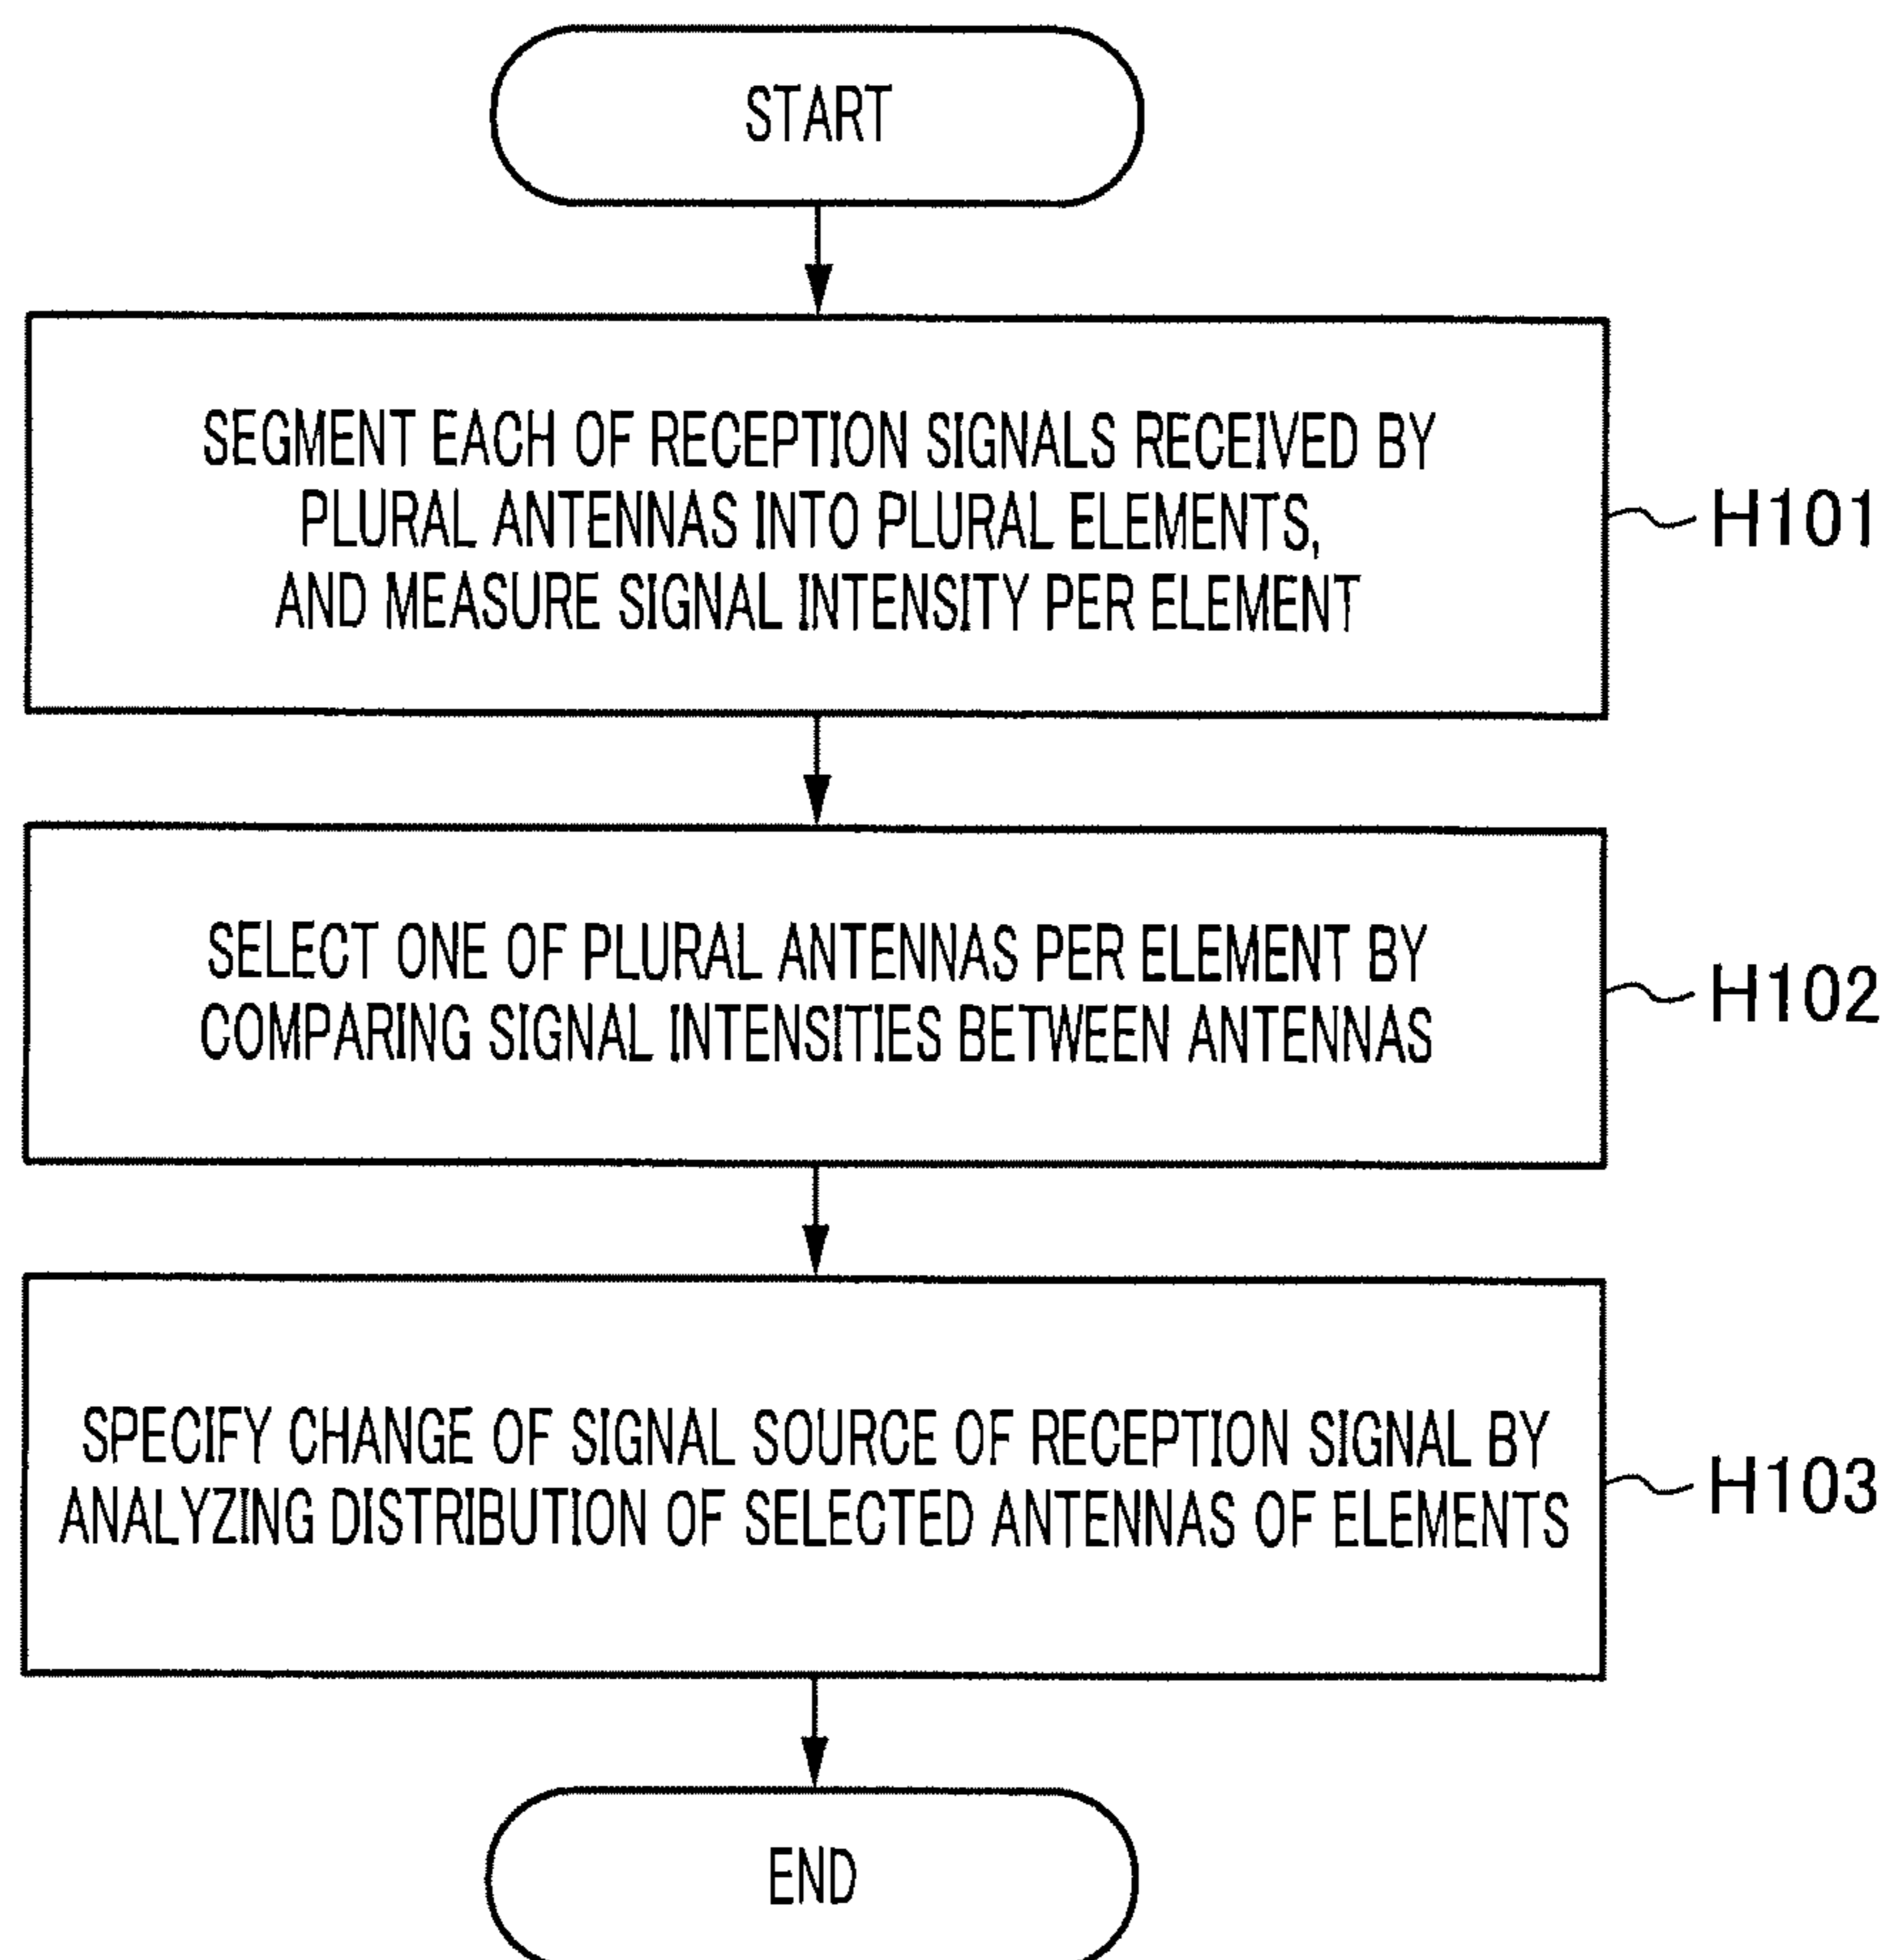 START
SEGMENT EACH OF RECEPTION SIGNALS RECEIVED BY
PLURAL ANTENNAS INTO PLURAL ELEMENTS,
AND MEASURE SIGNAL INTENSITY PER ELEMENT
H101
SELECT ONE OF PLURAL ANTENNAS PER ELEMENT BY
COMPARING SIGNAL INTENSITIES BETWEEN ANTENNAS
H102
SPECIFY CHANGE OF SIGNAL SOURCE OF RECEPTION SIGNAL BY
ANALYZING DISTRIBUTION OF SELECTED ANTENNAS OF ELEMENTS
H103
END